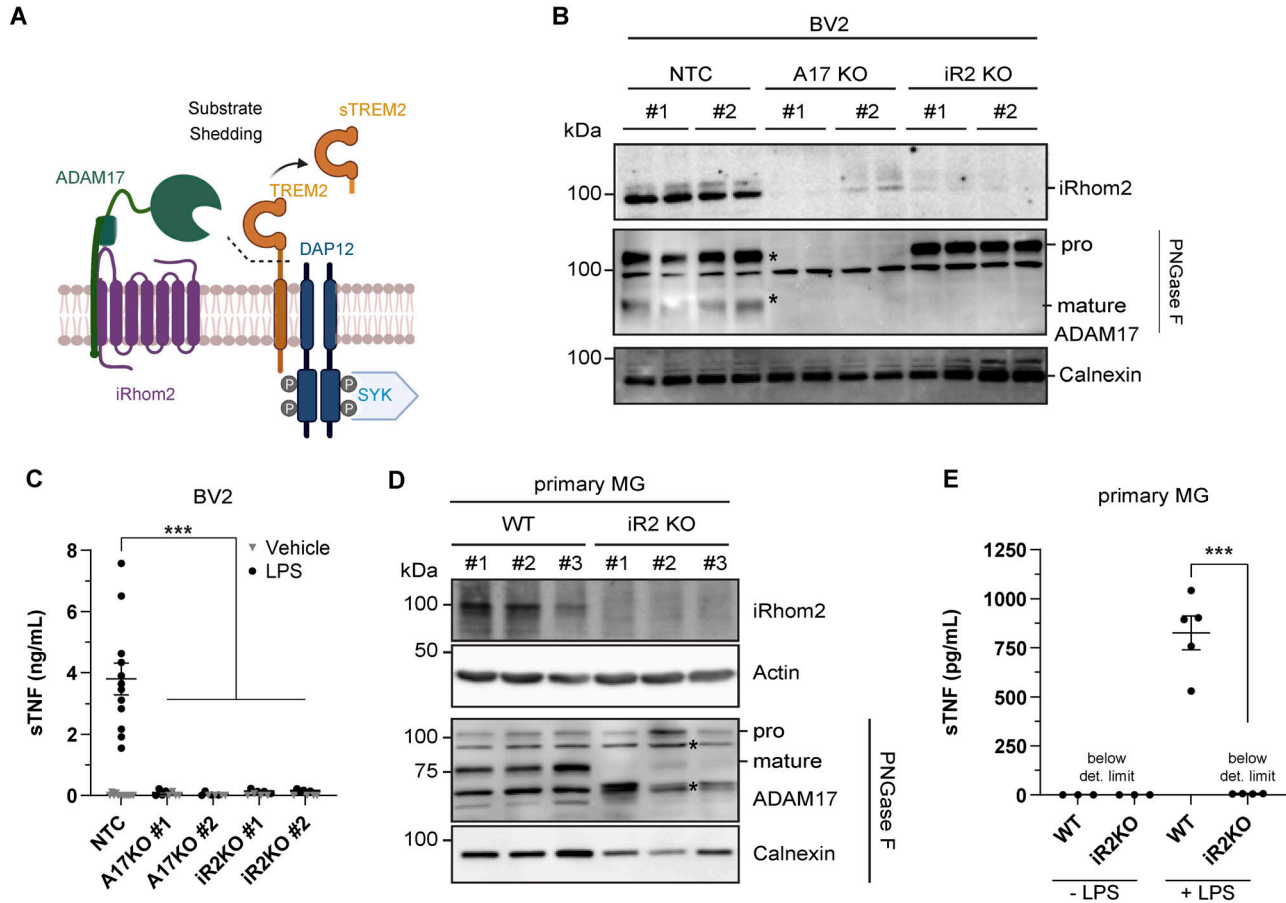 A
Substrate
Shedding
sTREM2
ADAM17
TREM2
DAP12
P
P
P
P
SYK
iRhom2
B
BV2
NTC A17 KO iR2 KO
#1 #2 #1 #2 #1 #2
kDa
100
iRhom2
pro
100
*
*
mature
ADAM17
PNGase F
100
Calnexin
C
BV2
***
Vehicle
LPS
8
6
4
2
0
sTNF (ng/mL)
NTC
A17KO #1
A17KO #2
iR2KO #1
iR2KO #2
D
primary MG
WT iR2 KO
#1 #2 #3 #1 #2 #3
kDa
100
iRhom2
50
Actin
pro
100
*
mature
75
*
ADAM17
PNGase F
100
Calnexin
E
primary MG
***
1250
1000
750
500
250
0
sTNF (pg/mL)
below
det. limit
below
det. limit
WT
iR2KO
WT
iR2KO
- LPS
+ LPS